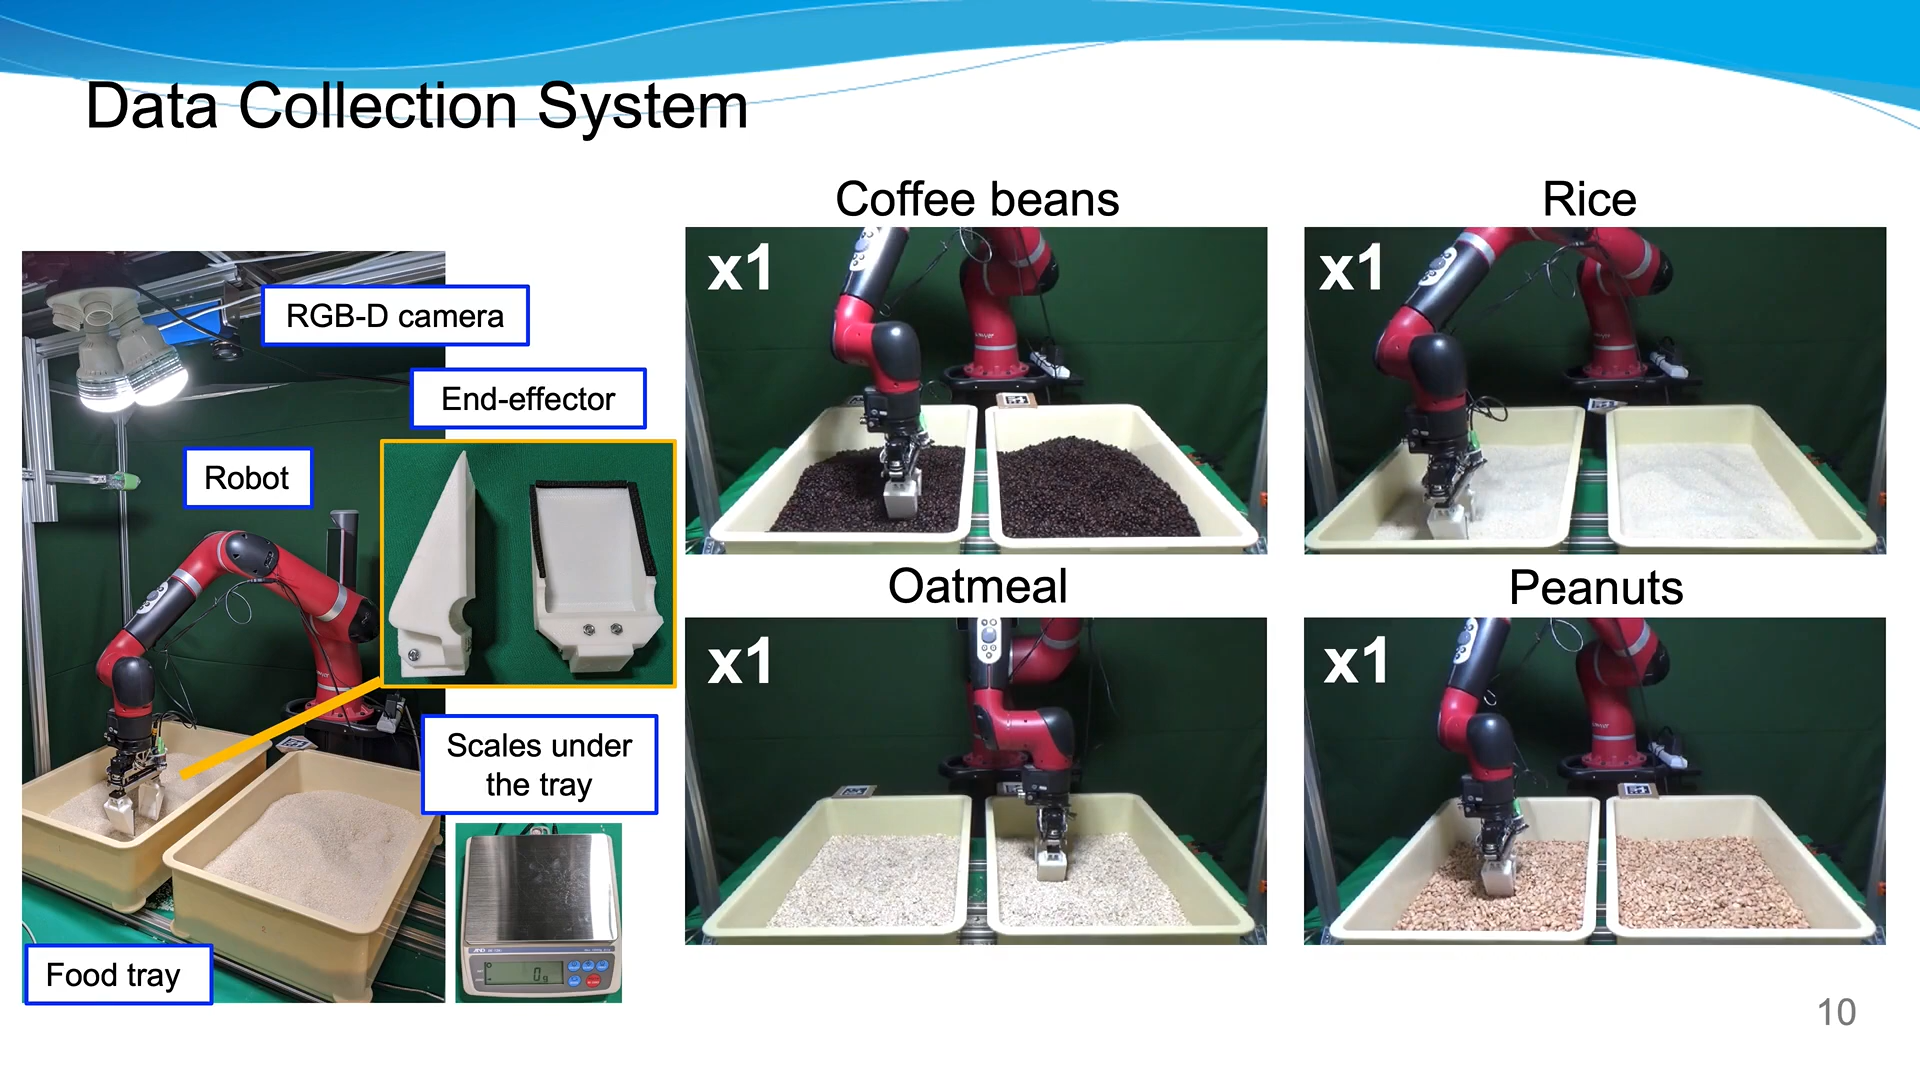 Data Collection System
RGB-D camera
End-effector
Robot
Scales under
the tray
Food tray
0g
Coffee beans
x1
Rice
x1
Oatmeal
x1
Peanuts
x1
10